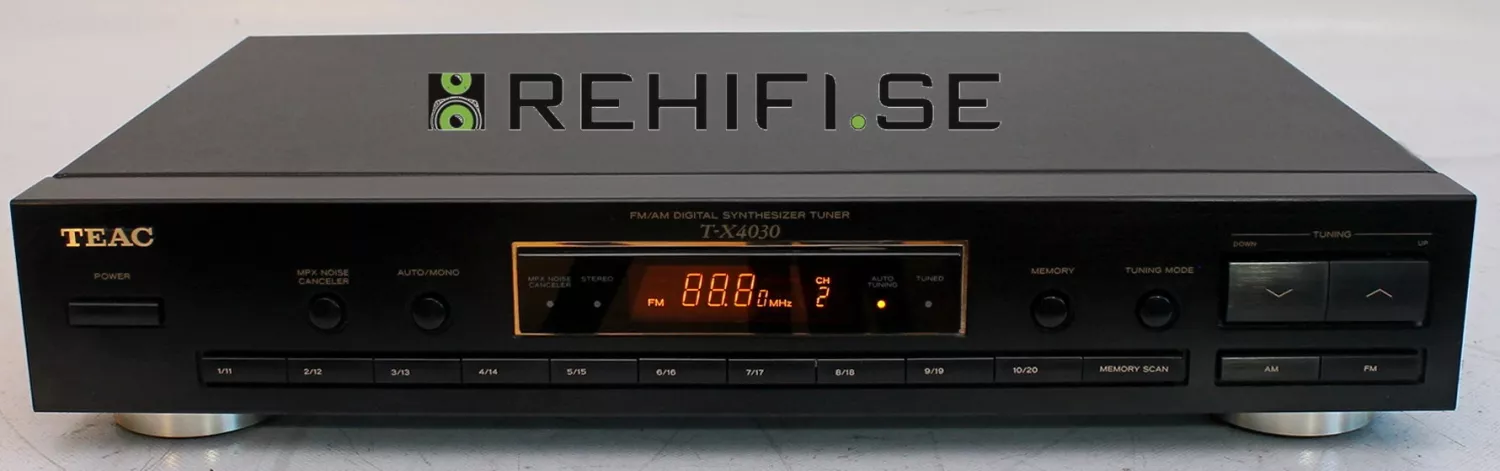 REHIFI.SE
FM/AM DIGITAL SYNTHESIZER TUNER
T-X4030
TEAC
POWER
MPX NOISE CANCELER
AUTO/MONO
MPX NOISE CANCELER
STEREO
FM 88.80 MHz
CH 2
AUTO TUNING
TUNED
MEMORY
TUNING MODE
TUNING
DOWN UP
1/11 2/12 3/13 4/14 5/15 6/16 7/17 8/18 9/19 10/20 MEMORY SCAN
AM FM